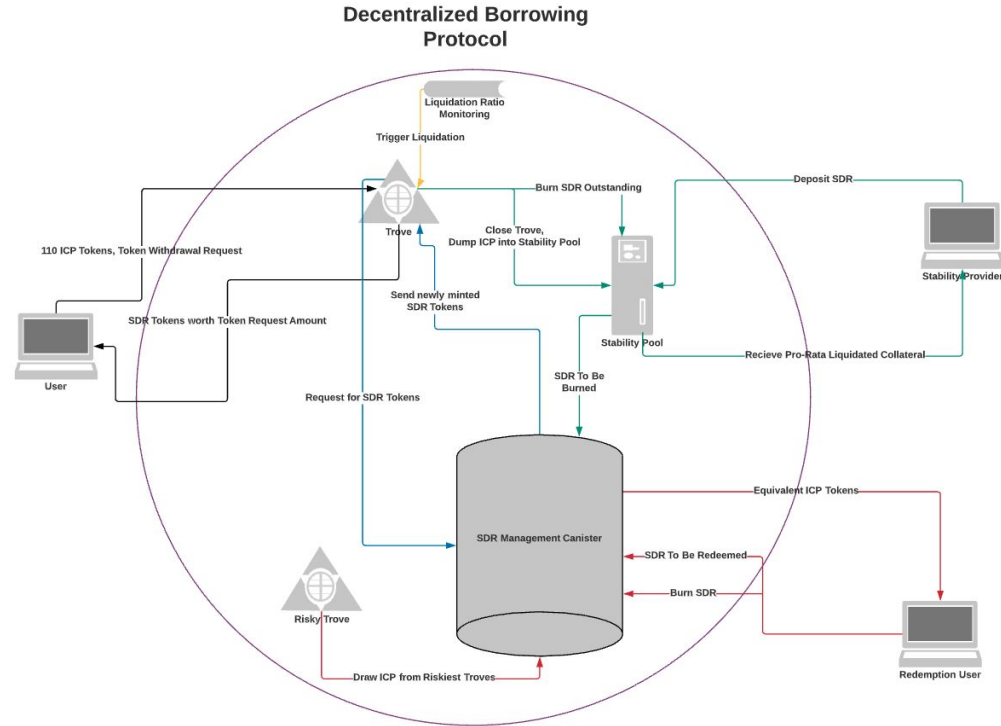 Decentralized Borrowing
Protocol
Liquidation Ratio
Monitoring
Trigger Liquidation
Trove
Burn SDR Outstanding
Close Trove,
Dump ICP into Stability Pool
Deposit SDR
Stability Provider
110 ICP Tokens, Token Withdrawal Request
Send newly minted
SDR Tokens
SDR Tokens worth Token Request Amount
User
Stability Pool
Recieve Pro-Rata Liquidated Collateral
SDR To Be
Burned
Request for SDR Tokens
Equivalent ICP Tokens
SDR Management Canister
SDR To Be Redeemed
Burn SDR
Risky Trove
Redemption User
Draw ICP from Riskiest Troves